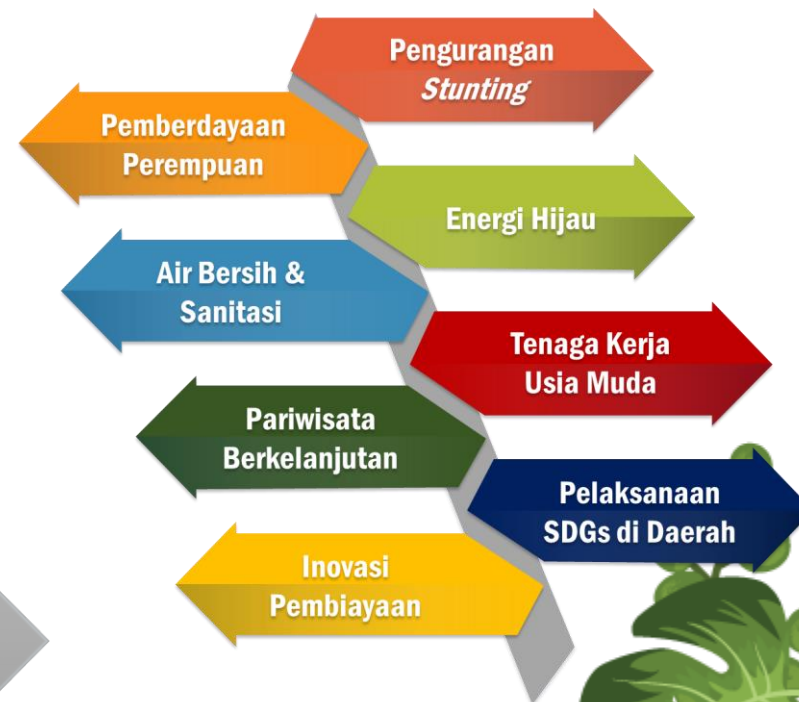 Pengurangan
Stunting
Pemberdayaan
Perempuan
Energi Hijau
Air Bersih &
Sanitasi
Tenaga Kerja
Usia Muda
Pariwisata
Berkelanjutan
Pelaksanaan
SDGs di Daerah
Inovasi
Pembiayaan